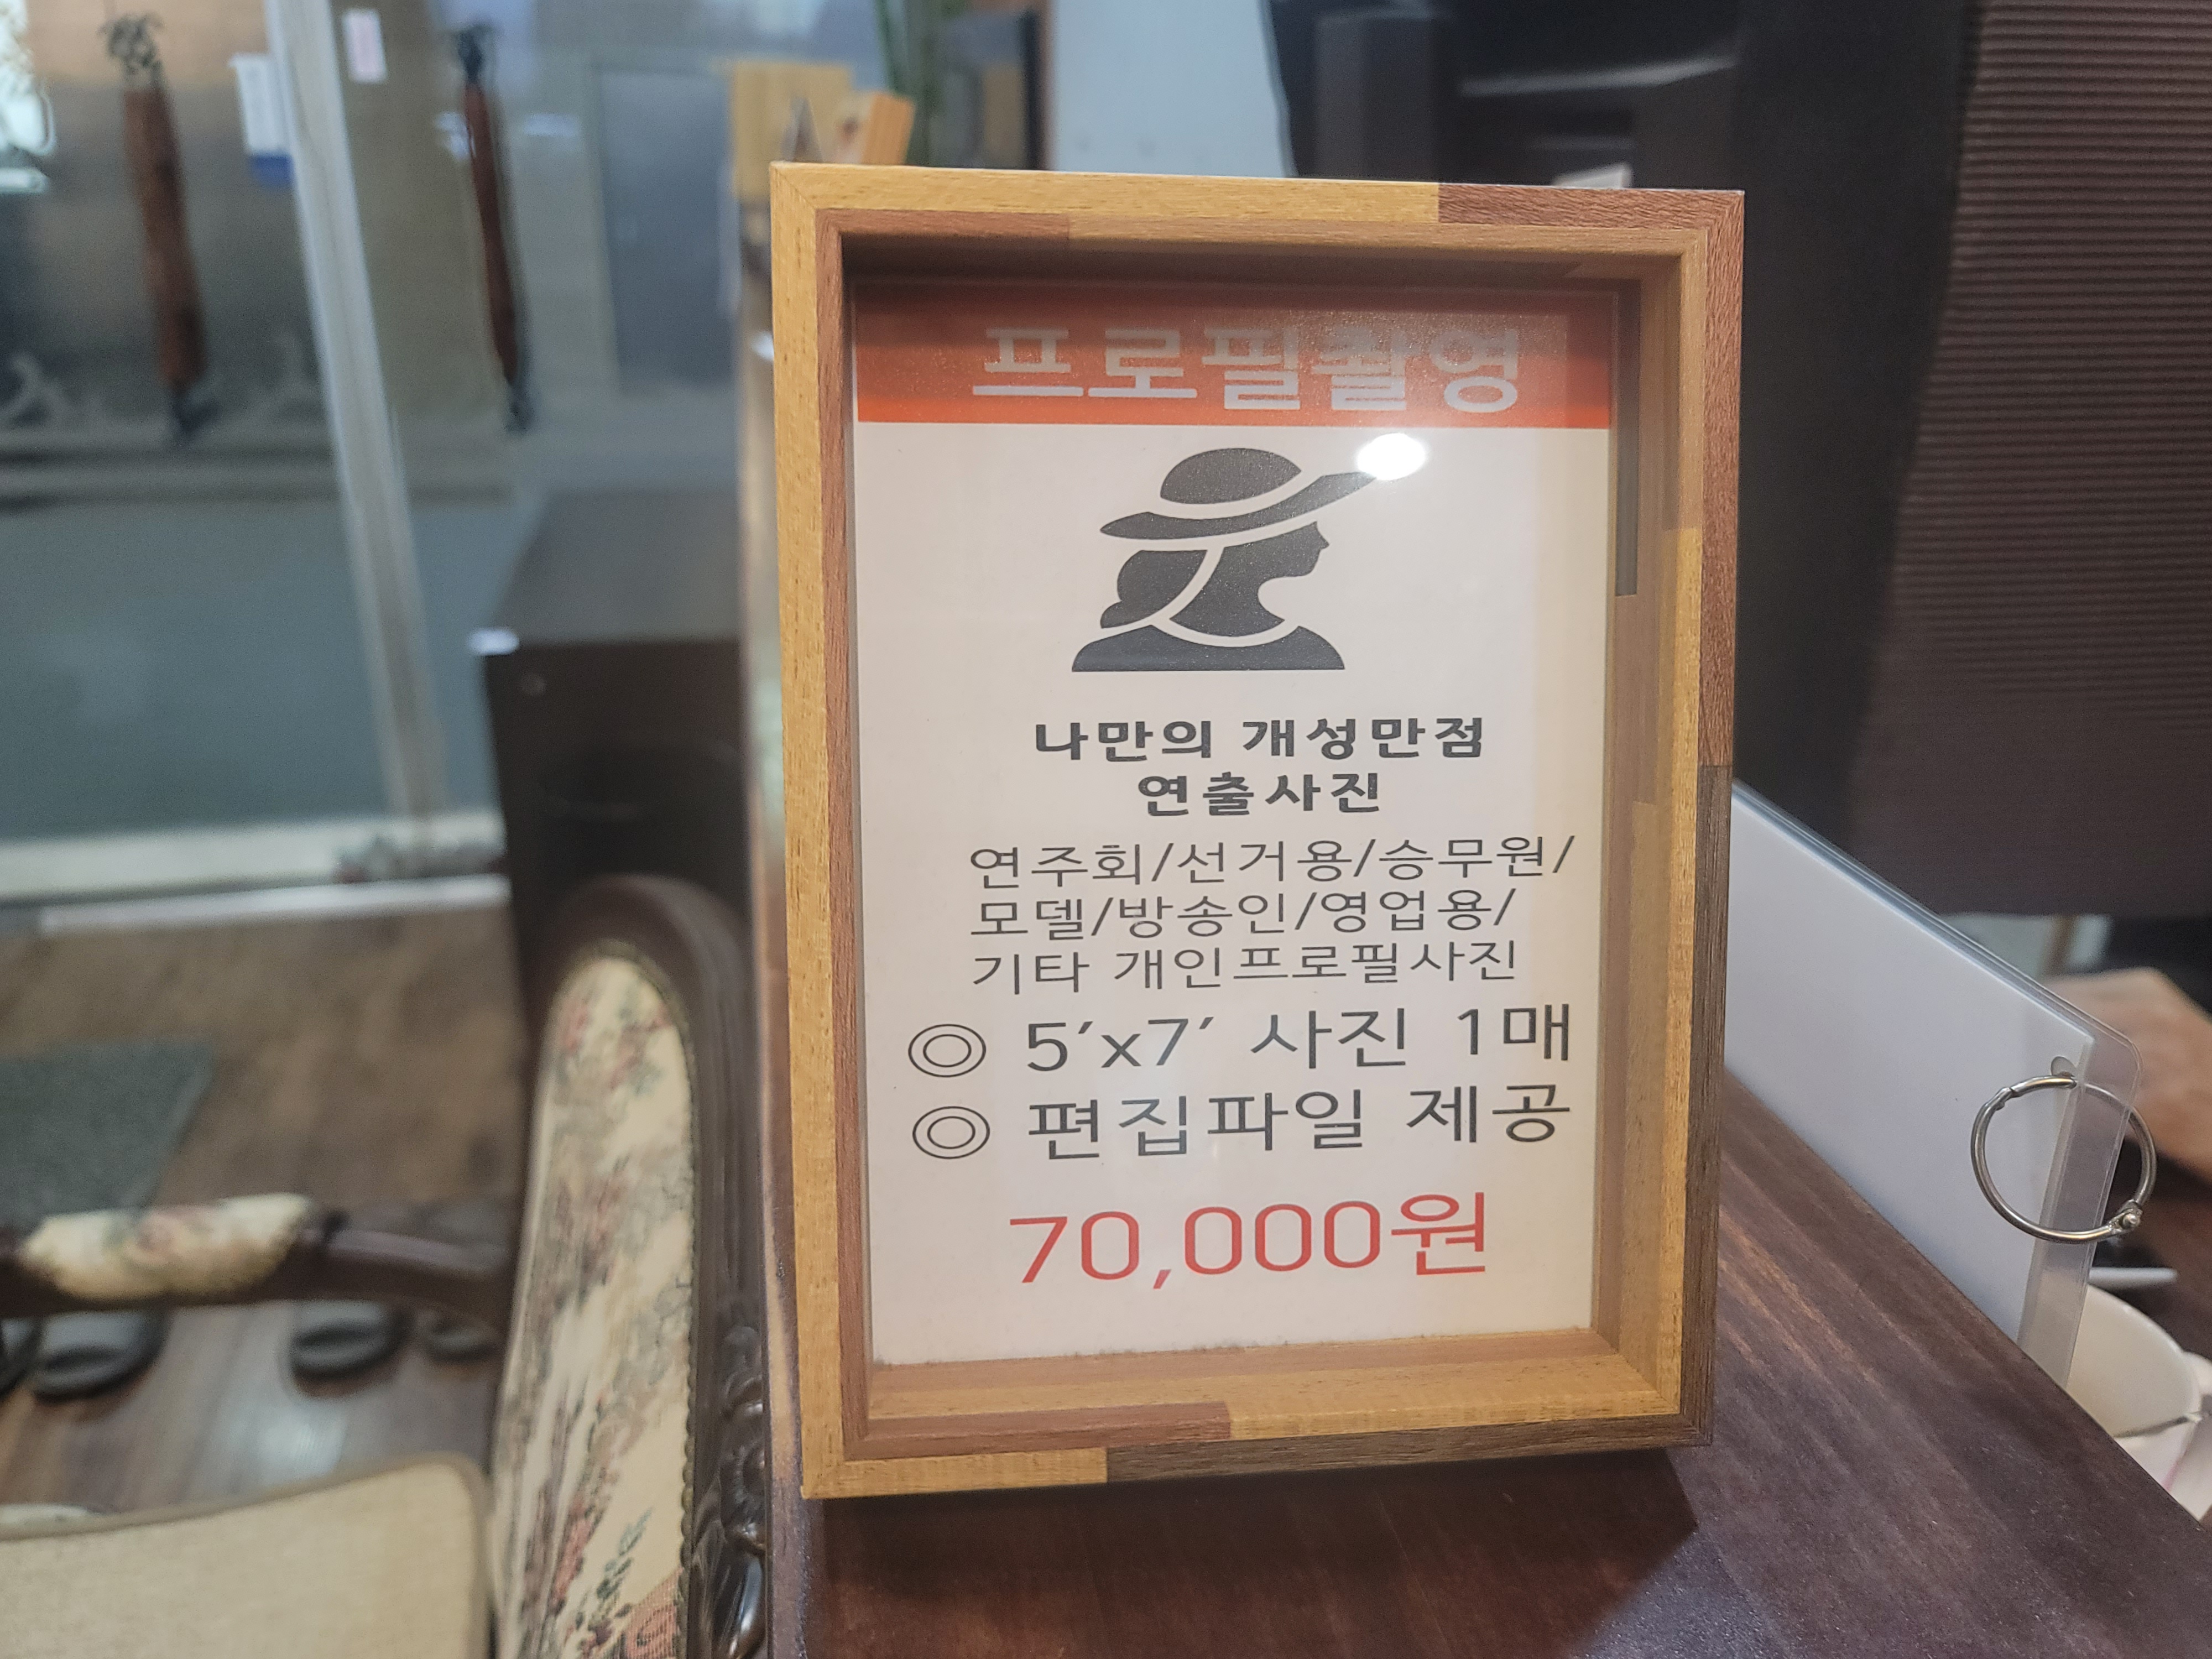 프로필촬영
나만의 개성만점
연출사진
연주회/선거용/승무원/
모델/방송인/영업용/
기타 개인프로필사진
◎ 5′x7′ 사진 1매
◎ 편집파일 제공
70,000원